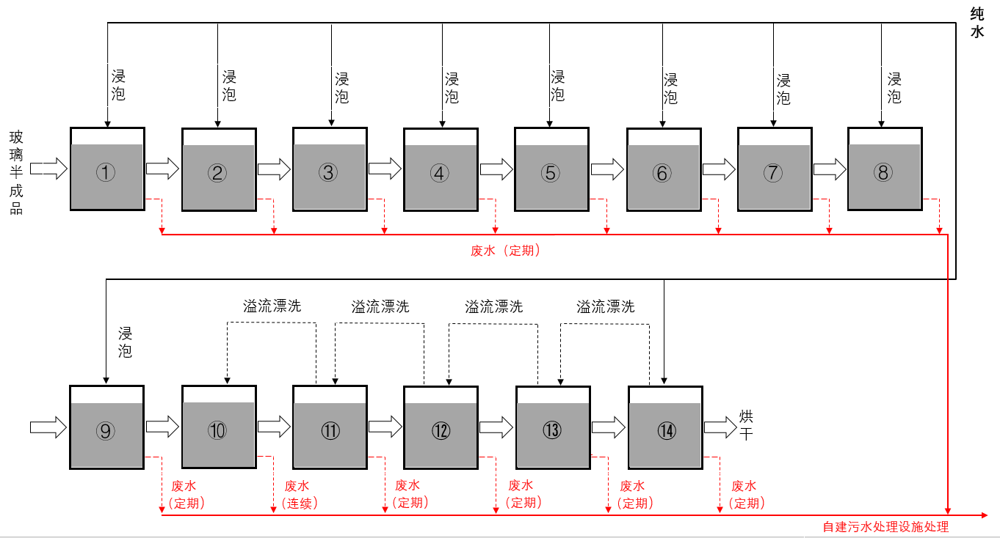 纯水
浸泡 浸泡 浸泡 浸泡 浸泡 浸泡 浸泡 浸泡
玻璃半成品
① ② ③ ④ ⑤ ⑥ ⑦ ⑧
废水（定期）
溢流漂洗 溢流漂洗 溢流漂洗 溢流漂洗
浸泡
⑨ ⑩ ⑪ ⑫ ⑬ ⑭
烘干
废水 废水 废水 废水 废水 废水
（定期） （连续） （定期） （定期） （定期） （定期）
自建污水处理设施处理